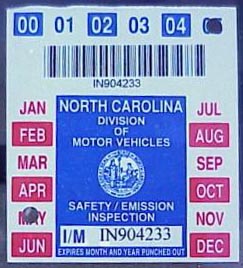 00 01 02 03 04
IN904233
JAN NORTH CAROLINA JUL
FEB DIVISION AUG
OF
MAR MOTOR VEHICLES SEP
APR OCT
SAFETY / EMISSION
MAY INSPECTION NOV
JUN I/M IN904233 DEC
EXPIRES MONTH AND YEAR PUNCHED OUT